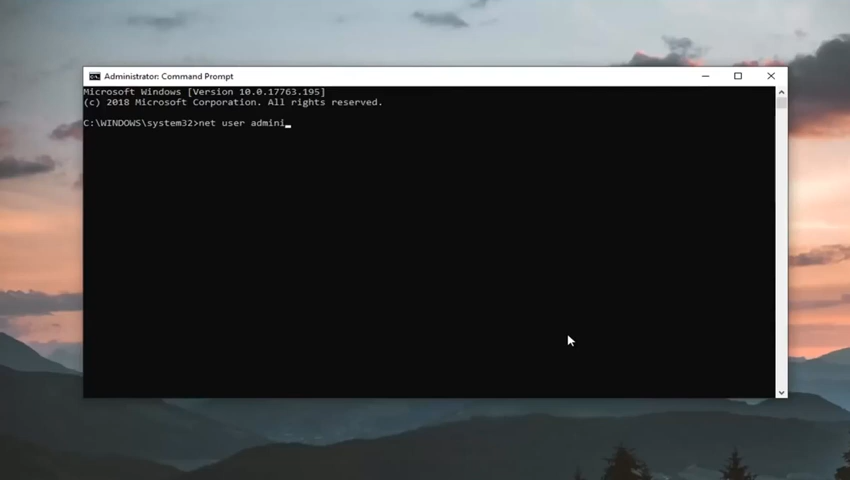 Administrator: Command Prompt
Microsoft Windows [Version 10.0.17763.195]
(c) 2018 Microsoft Corporation. All rights reserved.
C:\WINDOWS\system32>net user admini_